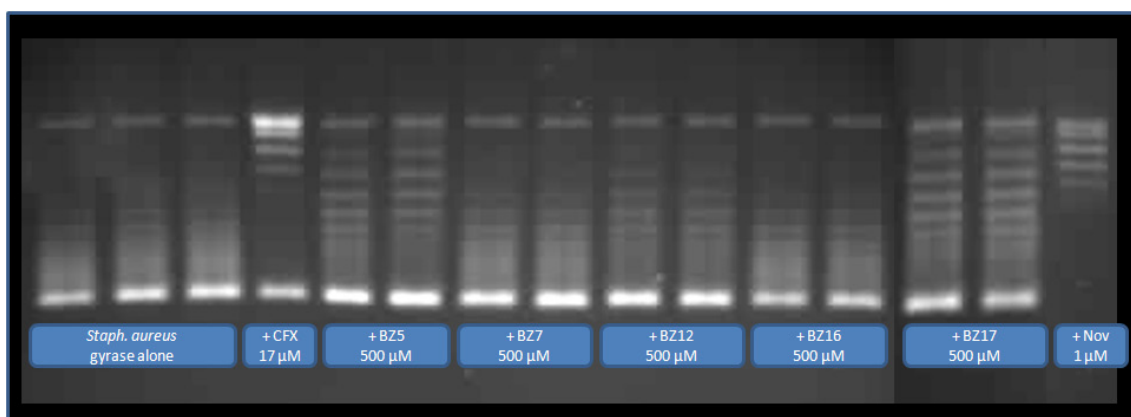 Staph. aureus
gyrase alone
+ CFX
17 µM
+ BZ5
500 µM
+ BZ7
500 µM
+ BZ12
500 µM
+ BZ16
500 µM
+ BZ17
500 µM
+ Nov
1 µM